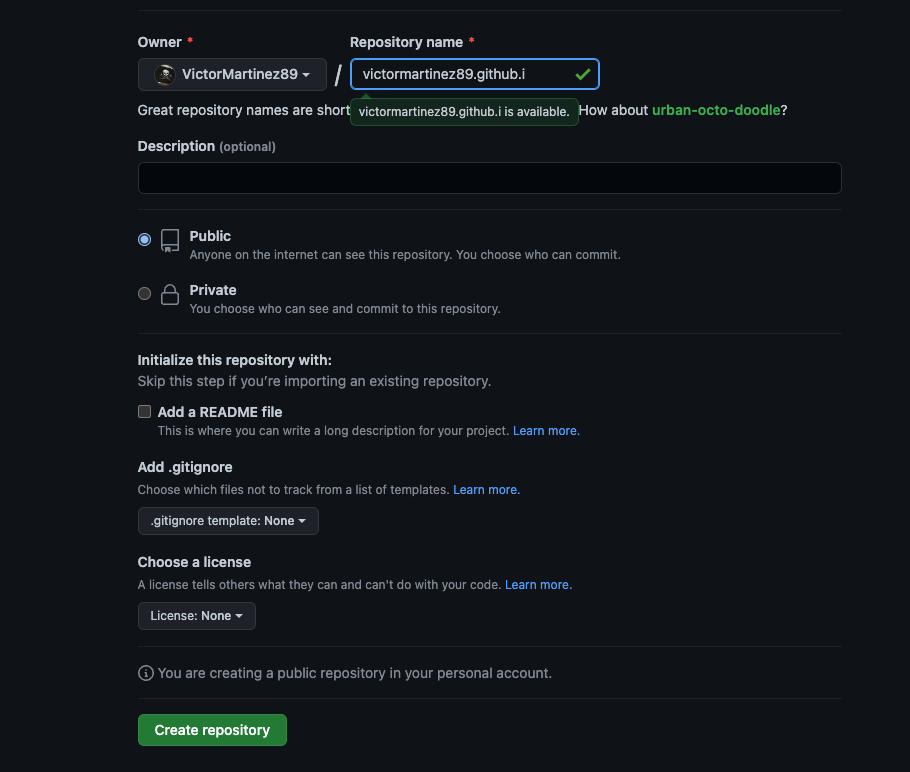 Owner *
Repository name *
VictorMartinez89
/
victormartinez89.github.i
Great repository names are short
victormartinez89.github.i is available.
How about urban-octo-doodle?
Description (optional)
Public
Anyone on the internet can see this repository. You choose who can commit.
Private
You choose who can see and commit to this repository.
Initialize this repository with:
Skip this step if you're importing an existing repository.
Add a README file
This is where you can write a long description for your project. Learn more.
Add .gitignore
Choose which files not to track from a list of templates. Learn more.
.gitignore template: None
Choose a license
A license tells others what they can and can't do with your code. Learn more.
License: None
You are creating a public repository in your personal account.
Create repository